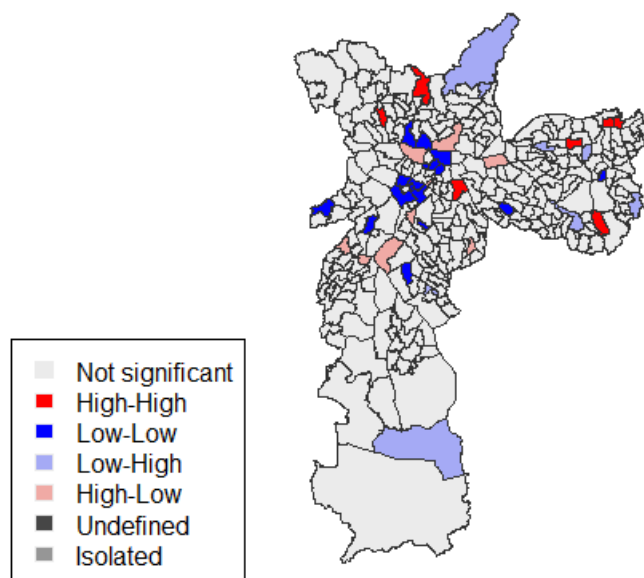 Not significant
High-High
Low-Low
Low-High
High-Low
Undefined
Isolated